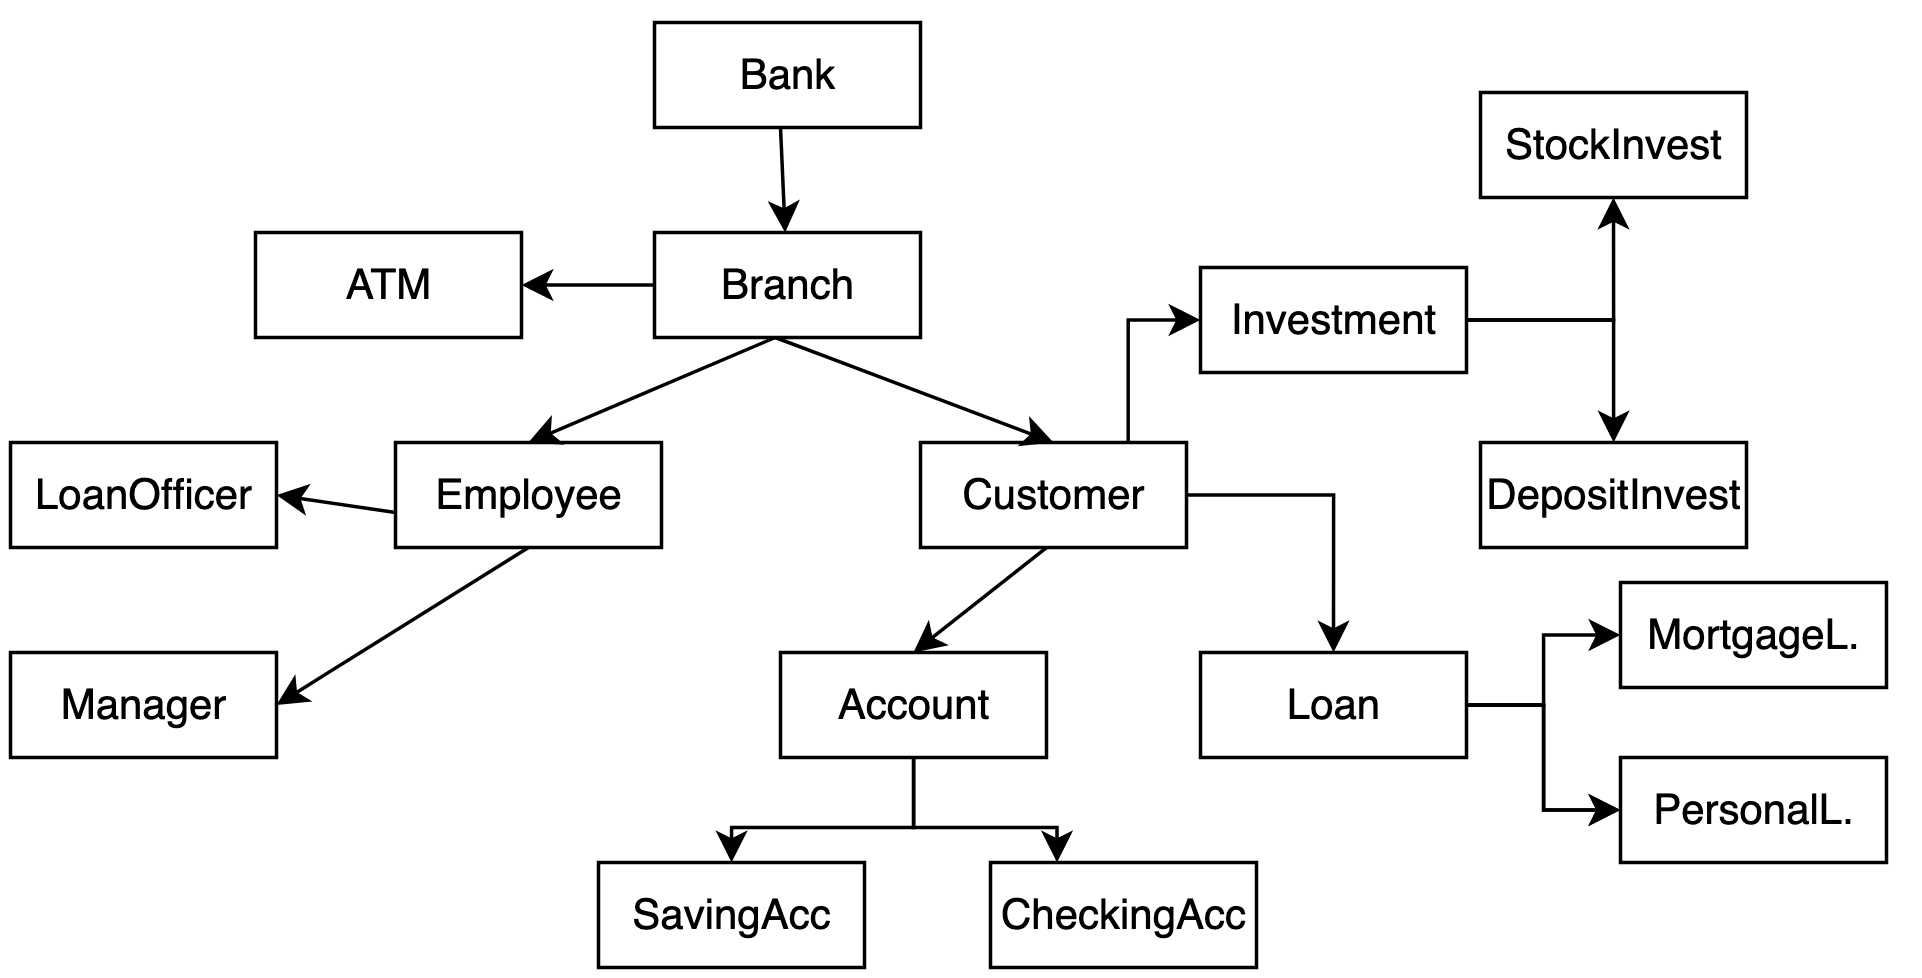 Bank
StockInvest
ATM
Branch
Investment
LoanOfficer
Employee
Customer
DepositInvest
MortgageL.
Manager
Account
Loan
PersonalL.
SavingAcc
CheckingAcc